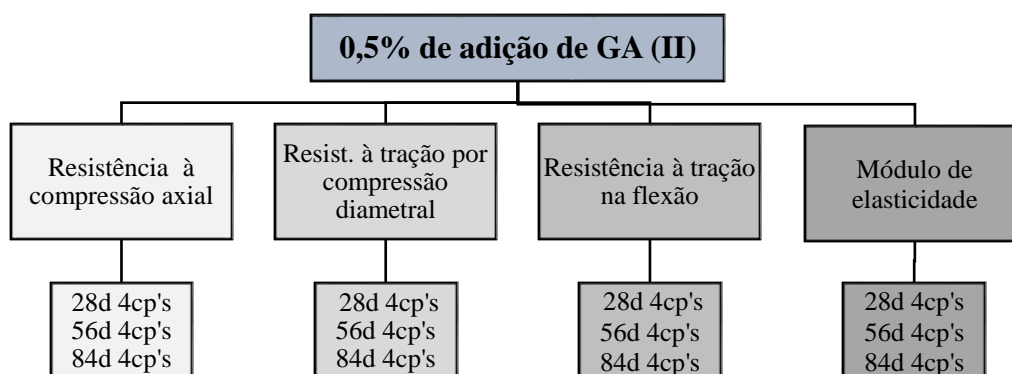 0,5% de adição de GA (II)
Resistência à
compressão axial
Resist. à tração por
compressão
diametral
Resistência à tração
na flexão
Módulo de
elasticidade
28d 4cp's
56d 4cp's
84d 4cp's
28d 4cp's
56d 4cp's
84d 4cp's
28d 4cp's
56d 4cp's
84d 4cp's
28d 4cp's
56d 4cp's
84d 4cp's